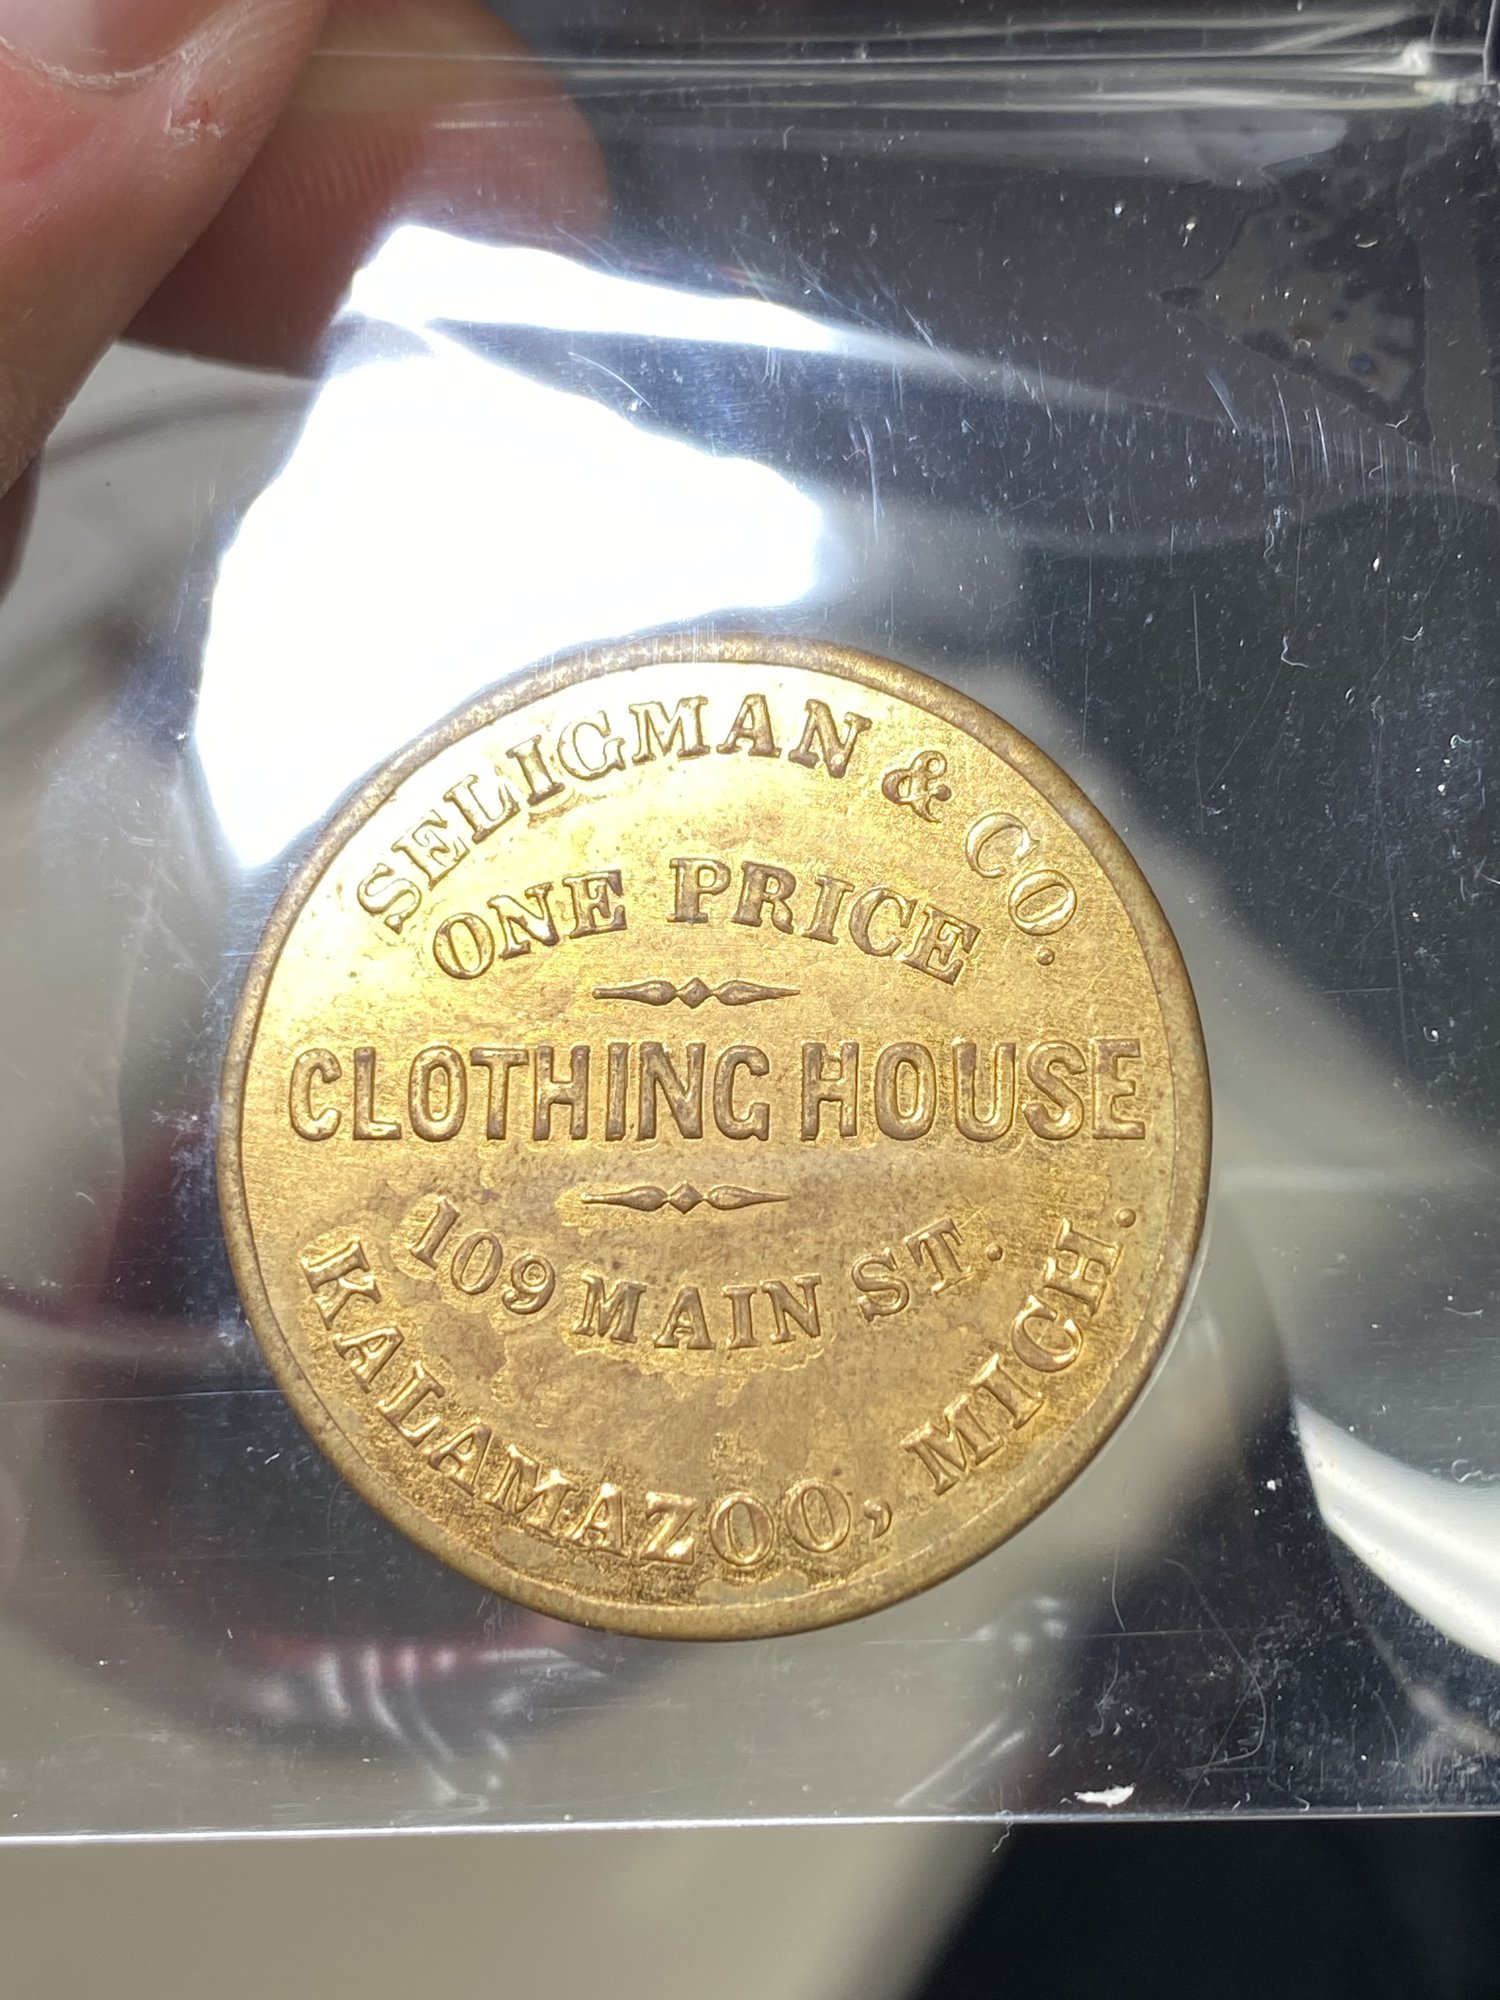 SELIGMAN & CO.
ONE PRICE
CLOTHING HOUSE
109 MAIN ST.
KALAMAZOO, MICH.